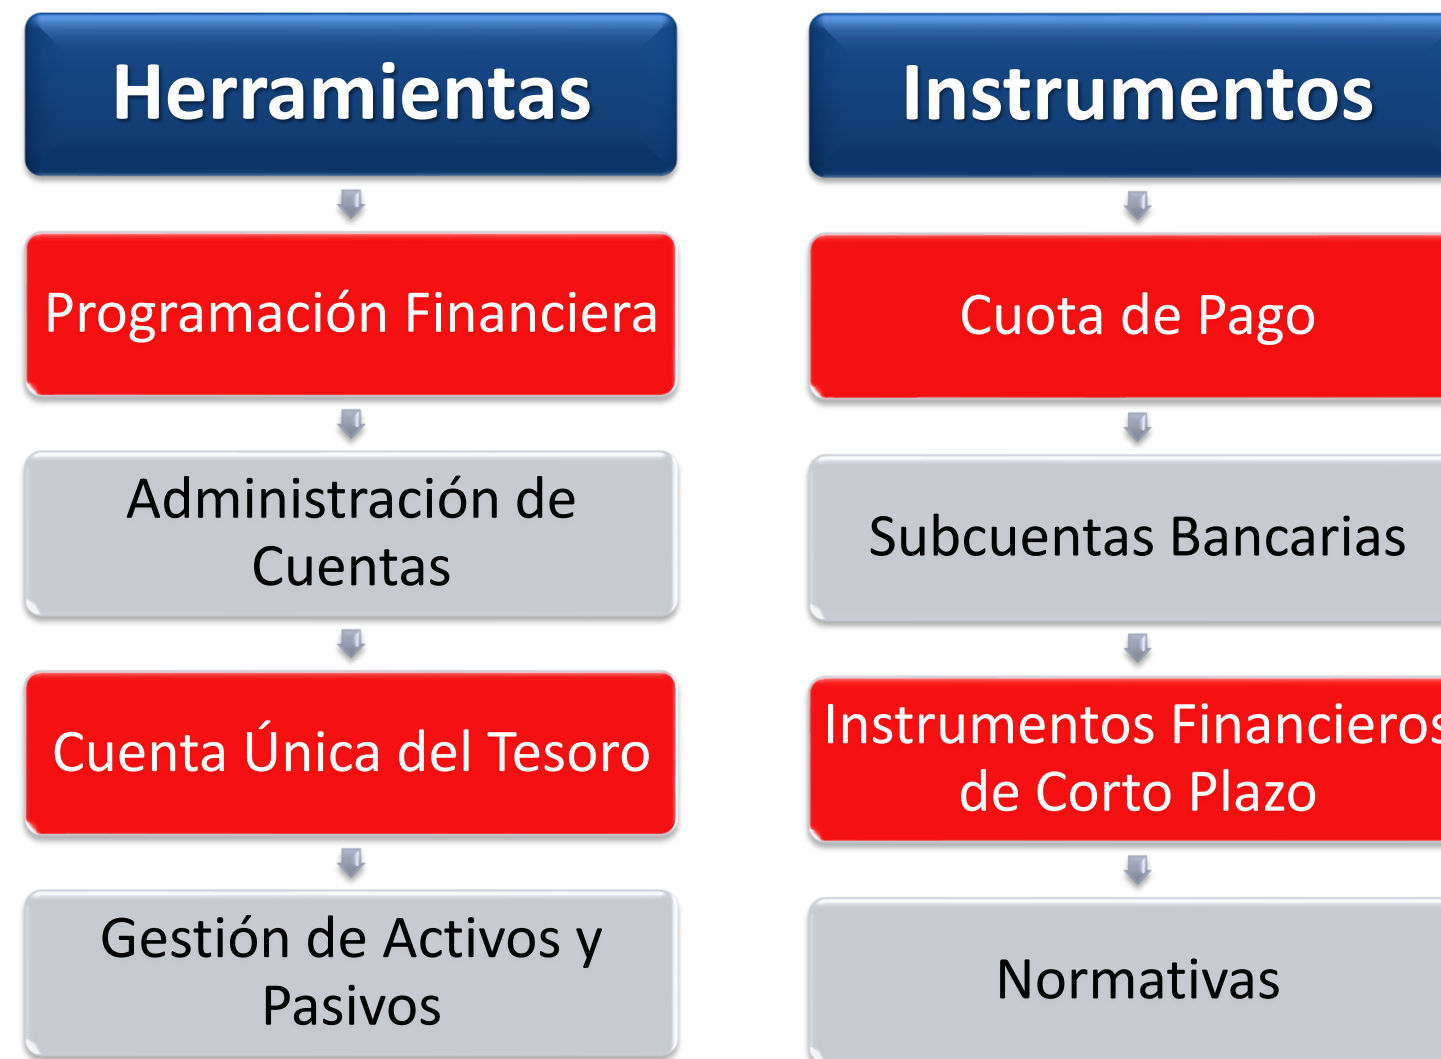 Herramientas
Programación Financiera
Administración de
Cuentas
Cuenta Única del Tesoro
Gestión de Activos y
Pasivos
Instrumentos
Cuota de Pago
Subcuentas Bancarias
Instrumentos Financieros
de Corto Plazo
Normativas